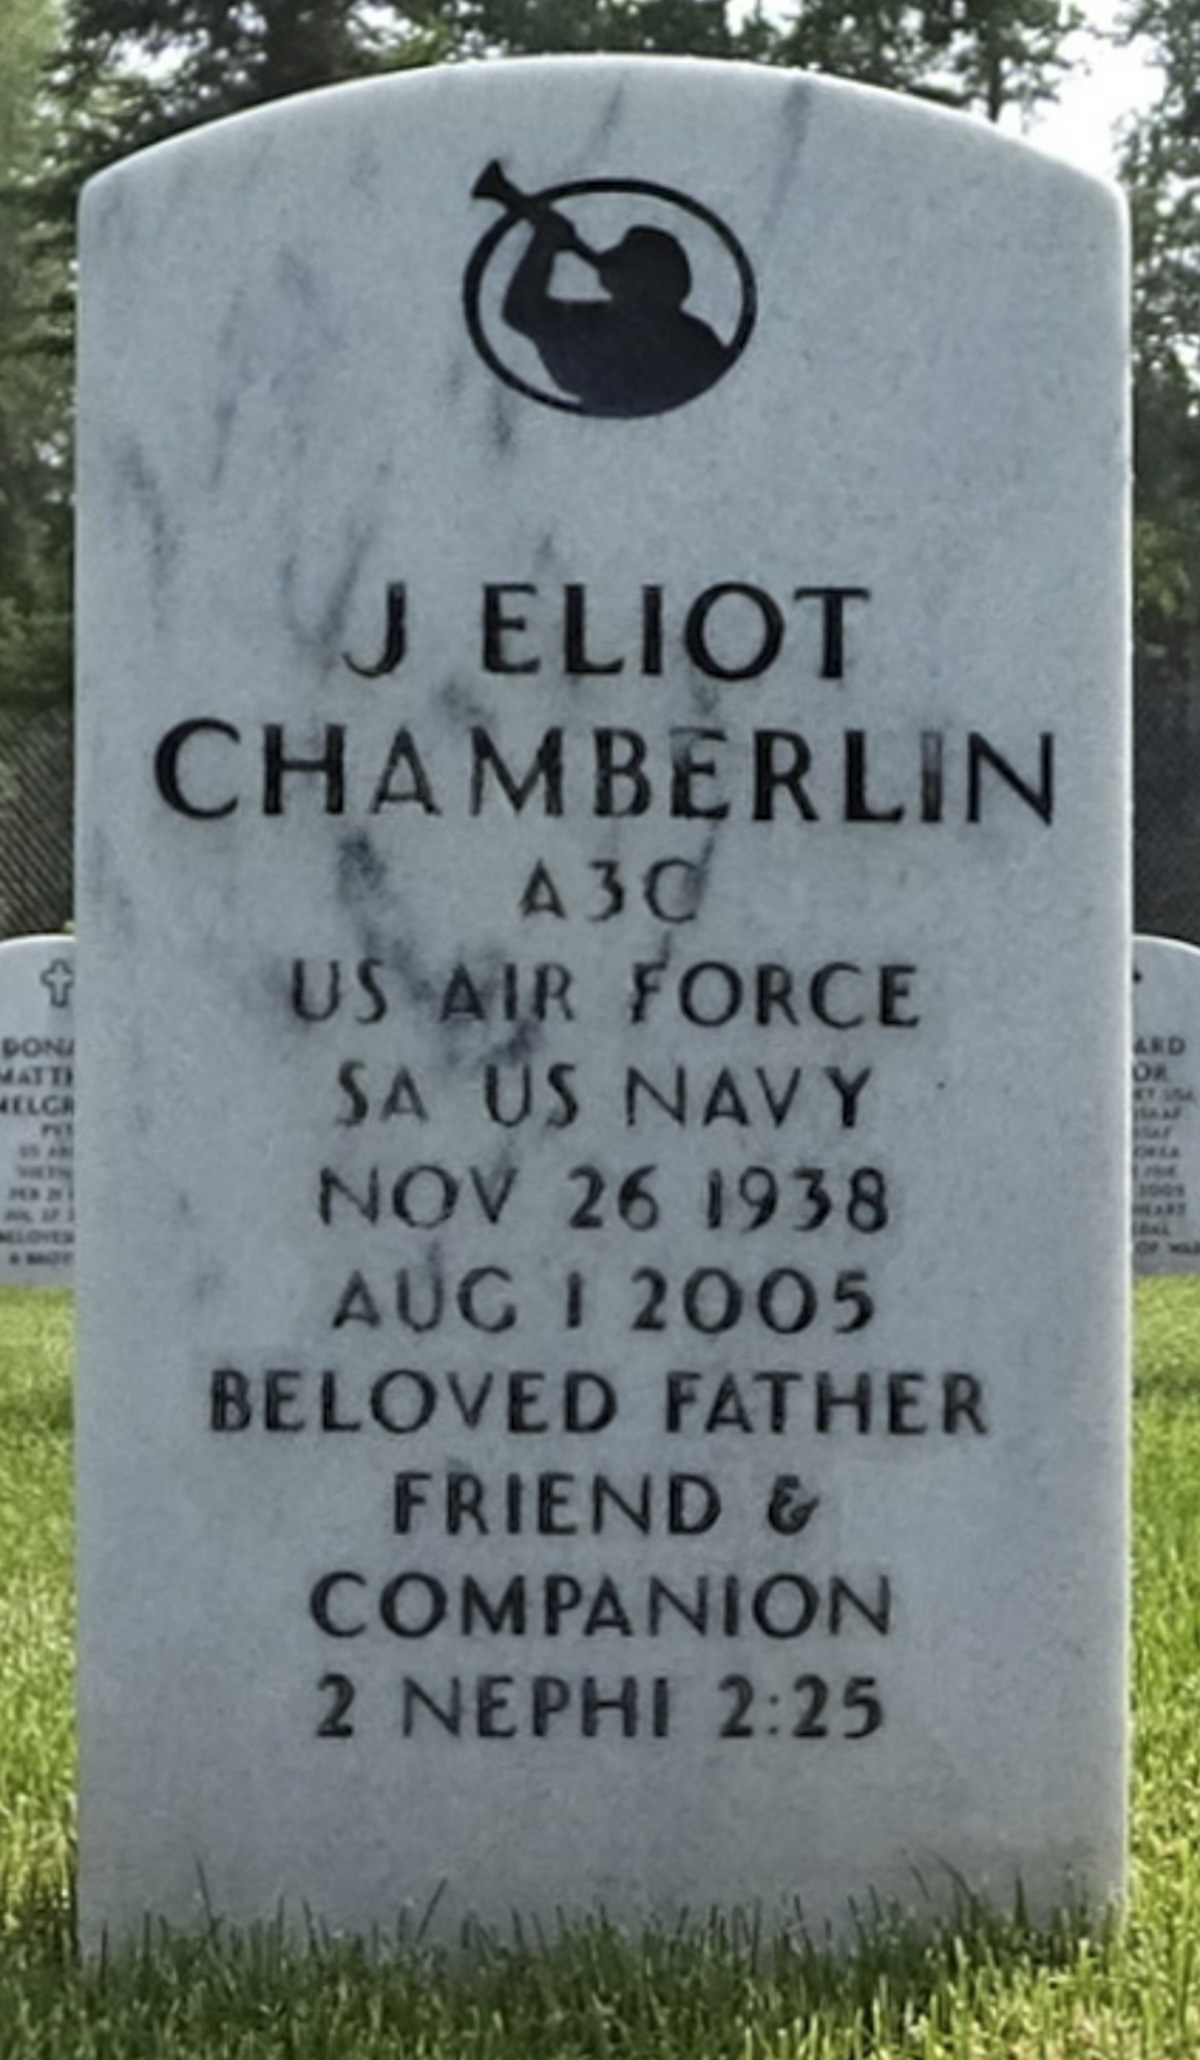 J ELIOT
CHAMBERLIN
A3C
US AIR FORCE
SA US NAVY
NOV 26 1938
AUG 1 2005
BELOVED FATHER
FRIEND &
COMPANION
2 NEPHI 2:25